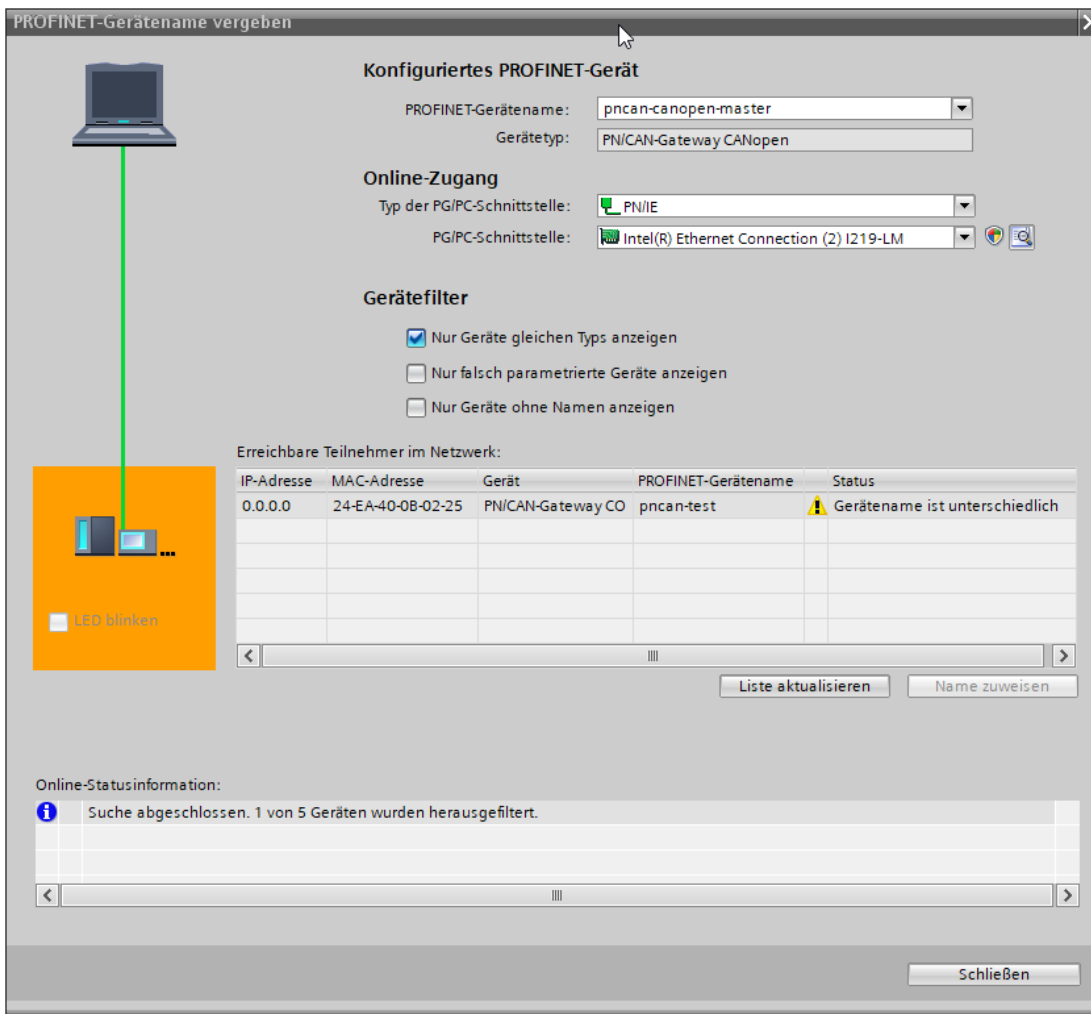 PROFINET-Gerätename vergeben
Konfiguriertes PROFINET-Gerät
PROFINET-Gerätename: pncan-canopen-master
Gerätetyp: PN/CAN-Gateway CANopen
Online-Zugang
Typ der PG/PC-Schnittstelle: PN/IE
PG/PC-Schnittstelle: Intel(R) Ethernet Connection (2) I219-LM
Gerätefilter
Nur Geräte gleichen Typs anzeigen
Nur falsch parametrierte Geräte anzeigen
Nur Geräte ohne Namen anzeigen
Erreichbare Teilnehmer im Netzwerk:
IP-Adresse MAC-Adresse Gerät PROFINET-Gerätename Status
0.0.0.0 24-EA-40-0B-02-25 PN/CAN-Gateway CO pncan-test Gerätename ist unterschiedlich
LED blinken
Liste aktualisieren Name zuweisen
Online-Statusinformation:
Suche abgeschlossen. 1 von 5 Geräten wurden herausgefiltert.
Schließen